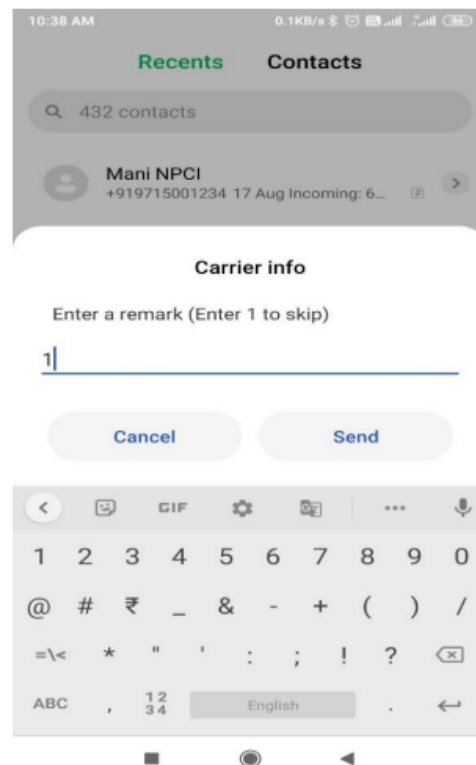 10:38 AM 0.1KB/s 86
Recents Contacts
432 contacts
Mani NPCI
+919715001234 17 Aug Incoming: 6... 2
Carrier info
Enter a remark (Enter 1 to skip)
1
Cancel Send
GIF
1 2 3 4 5 6 7 8 9 0
@ # ₹ _ & - + ( ) /
=\< * " ' : ; ! ?
ABC , 12 34 English .